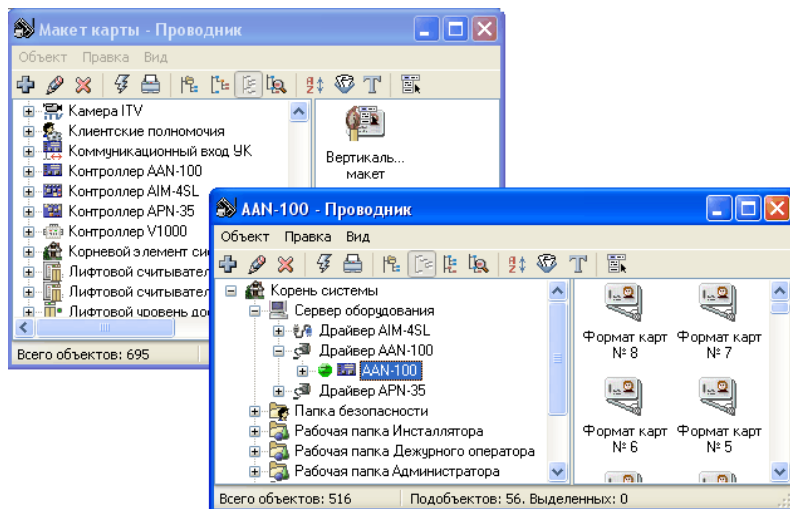 Макет карты - Проводник
Объект Правка Вид
Камера ITV
Клиентские полномочия
Коммуникационный вход УК
Контроллер AAN-100
Контроллер AIM-4SL
Контроллер APN-35
Контроллер V1000
Корневой элемент си
Лифтовой считывател
Лифтовой считывател
Лифтовой уровень до
Вертикаль...
макет
Всего объектов: 695
AAN-100 - Проводник
Объект Правка Вид
Корень системы
Сервер оборудования
Драйвер AIM-4SL
Драйвер AAN-100
AAN-100
Драйвер APN-35
Папка безопасности
Рабочая папка Инсталлятора
Рабочая папка Дежурного оператора
Рабочая папка Администратора
Формат карт
№ 8
Формат карт
№ 7
Формат карт
№ 6
Формат карт
№ 5
Всего объектов: 516
Подобъектов: 56. Выделенных: 0